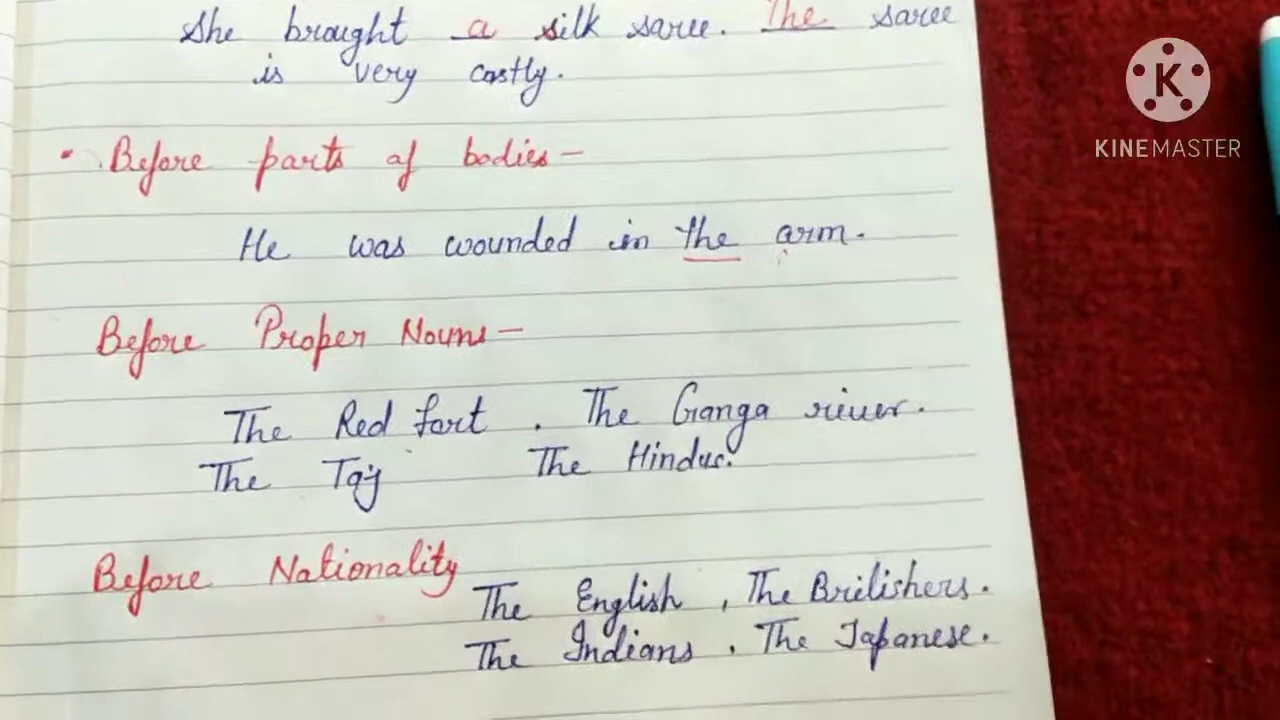 She brought a silk saree. The saree
is very costly.
• Before parts of bodies—
He was wounded in the arm.
Before Proper Nouns—
The Red fort . The Ganga river.
The Taj The Hindus.
Before Nationality
The English , The Brilishers.
The Indians . The Japanese.
K
KINEMASTER